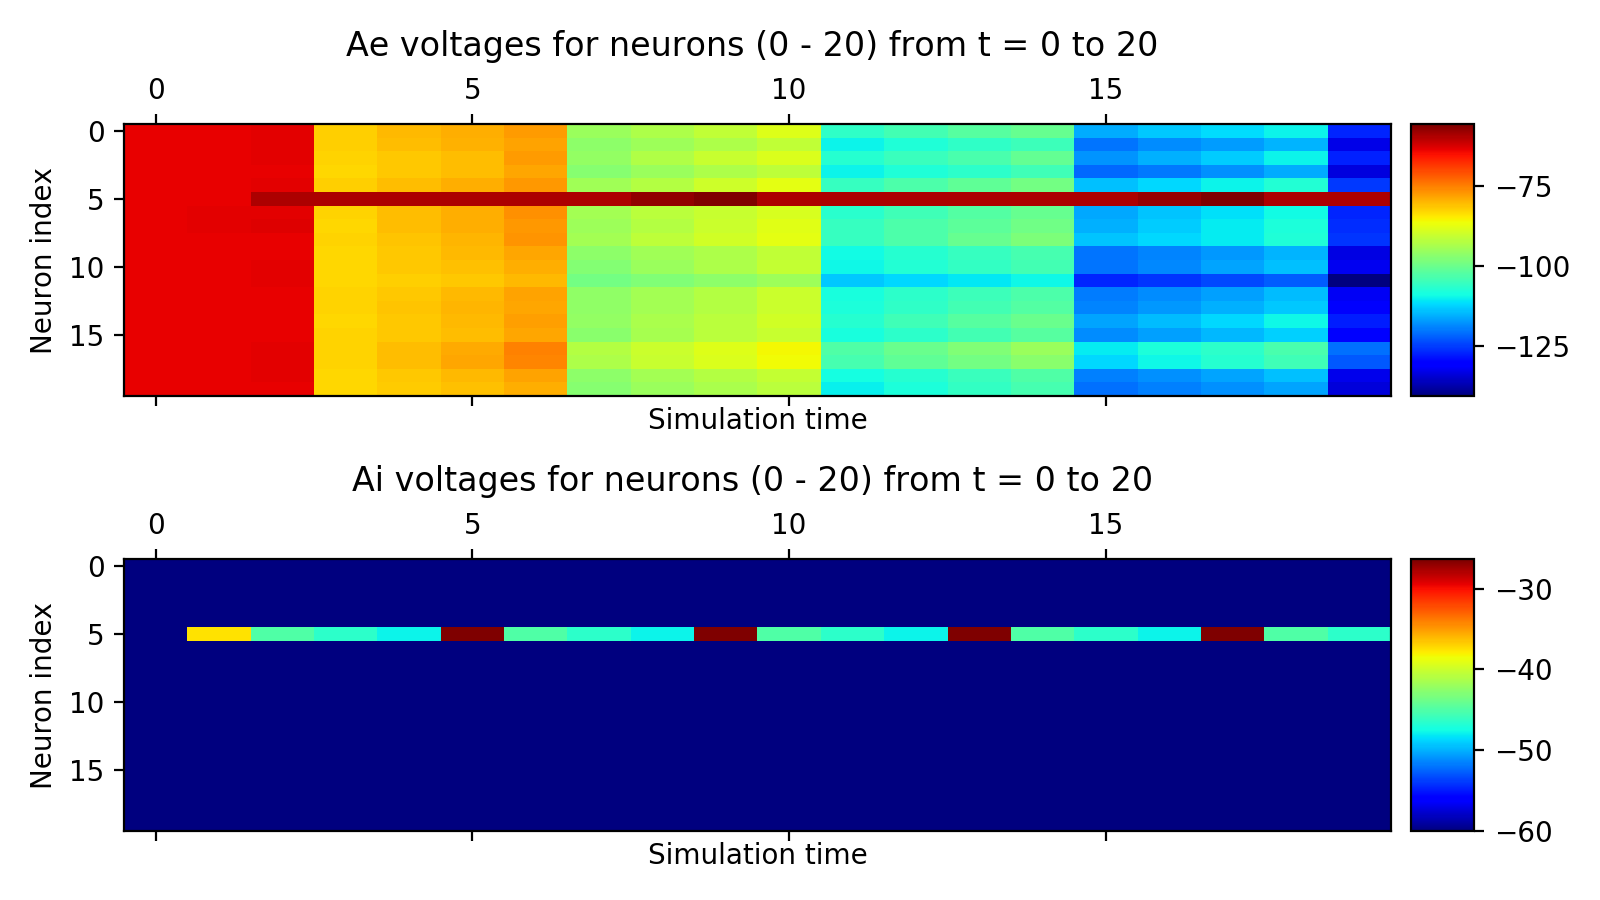 Ae voltages for neurons (0 - 20) from t = 0 to 20
0 5 10 15
Neuron index
0
5
10
15
Simulation time
−75
−100
−125
Ai voltages for neurons (0 - 20) from t = 0 to 20
0 5 10 15
Neuron index
0
5
10
15
Simulation time
−30
−40
−50
−60